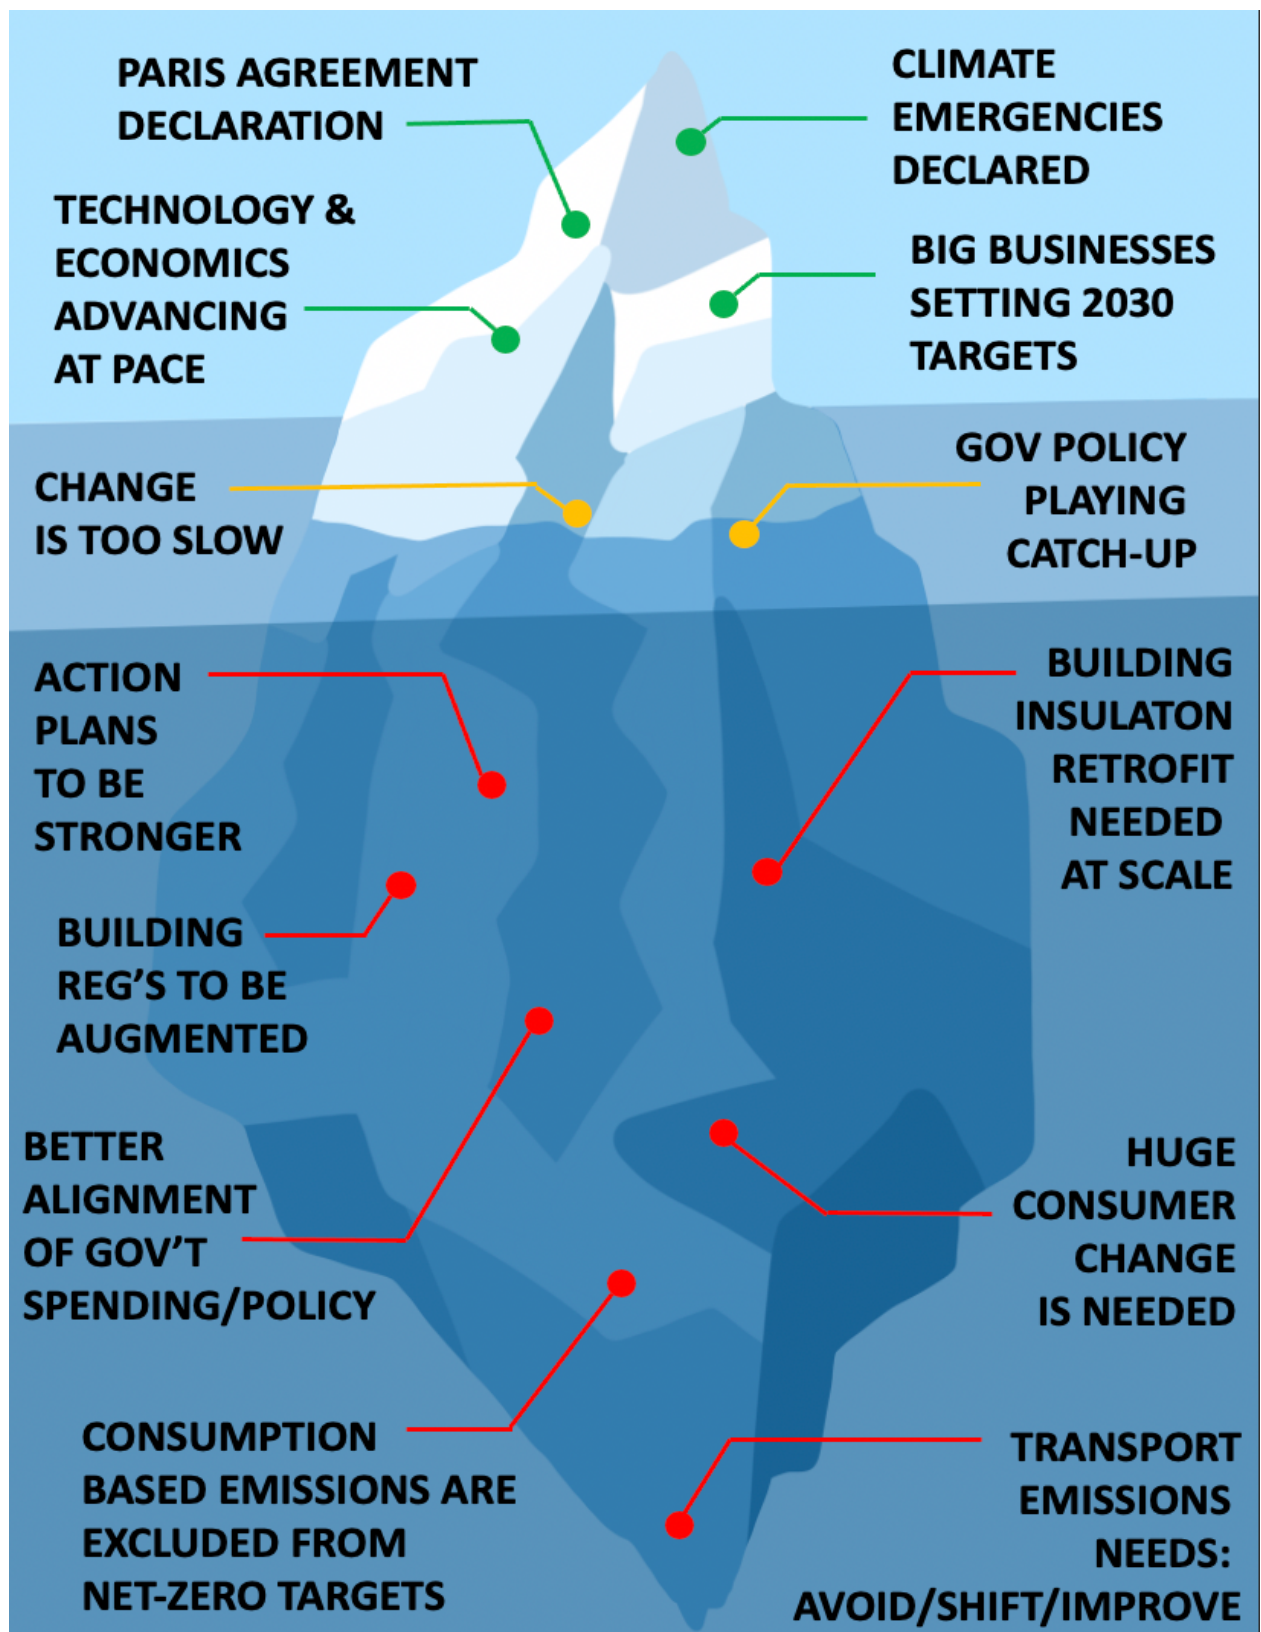 PARIS AGREEMENT
DECLARATION
CLIMATE
EMERGENCIES
DECLARED
TECHNOLOGY &
ECONOMICS
ADVANCING
AT PACE
BIG BUSINESSES
SETTING 2030
TARGETS
CHANGE
IS TOO SLOW
GOV POLICY
PLAYING
CATCH-UP
ACTION
PLANS
TO BE
STRONGER
BUILDING
INSULATON
RETROFIT
NEEDED
AT SCALE
BUILDING
REG’S TO BE
AUGMENTED
BETTER
ALIGNMENT
OF GOV’T
SPENDING/POLICY
HUGE
CONSUMER
CHANGE
IS NEEDED
CONSUMPTION
BASED EMISSIONS ARE
EXCLUDED FROM
NET-ZERO TARGETS
TRANSPORT
EMISSIONS
NEEDS:
AVOID/SHIFT/IMPROVE